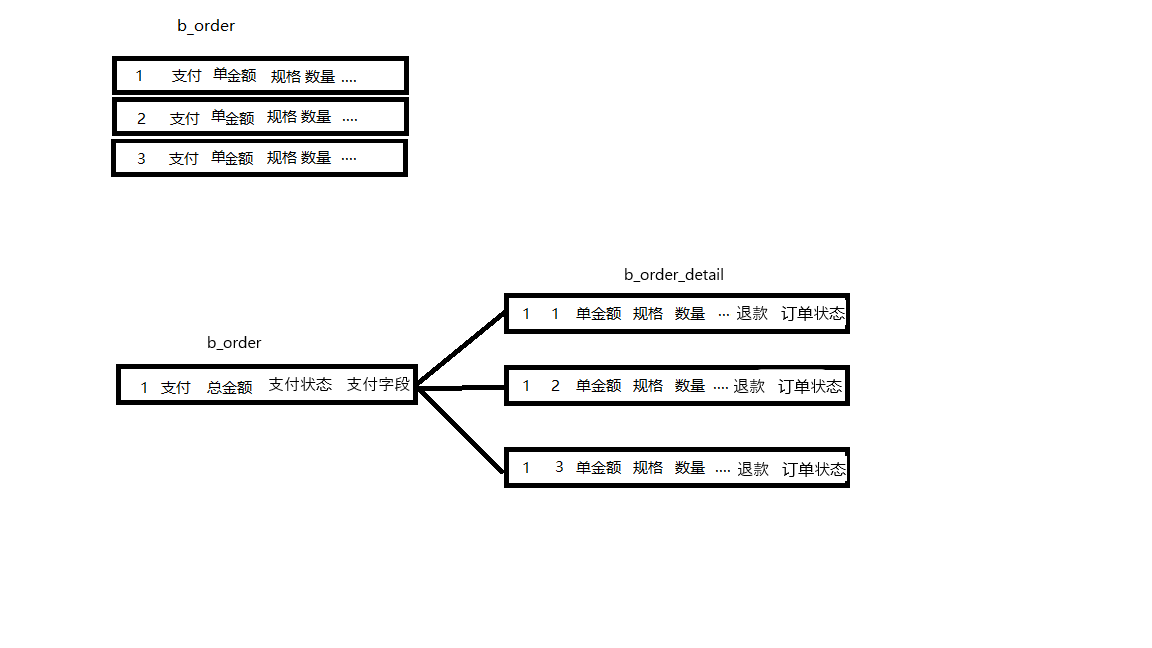 b_order
1 支付 单金额 规格 数量 ....
2 支付 单金额 规格 数量 ....
3 支付 单金额 规格 数量 ....
b_order_detail
1 1 单金额 规格 数量 ... 退款 订单状态
b_order
1 支付 总金额 支付状态 支付字段
1 2 单金额 规格 数量 .... 退款 订单状态
1 3 单金额 规格 数量 .... 退款 订单状态